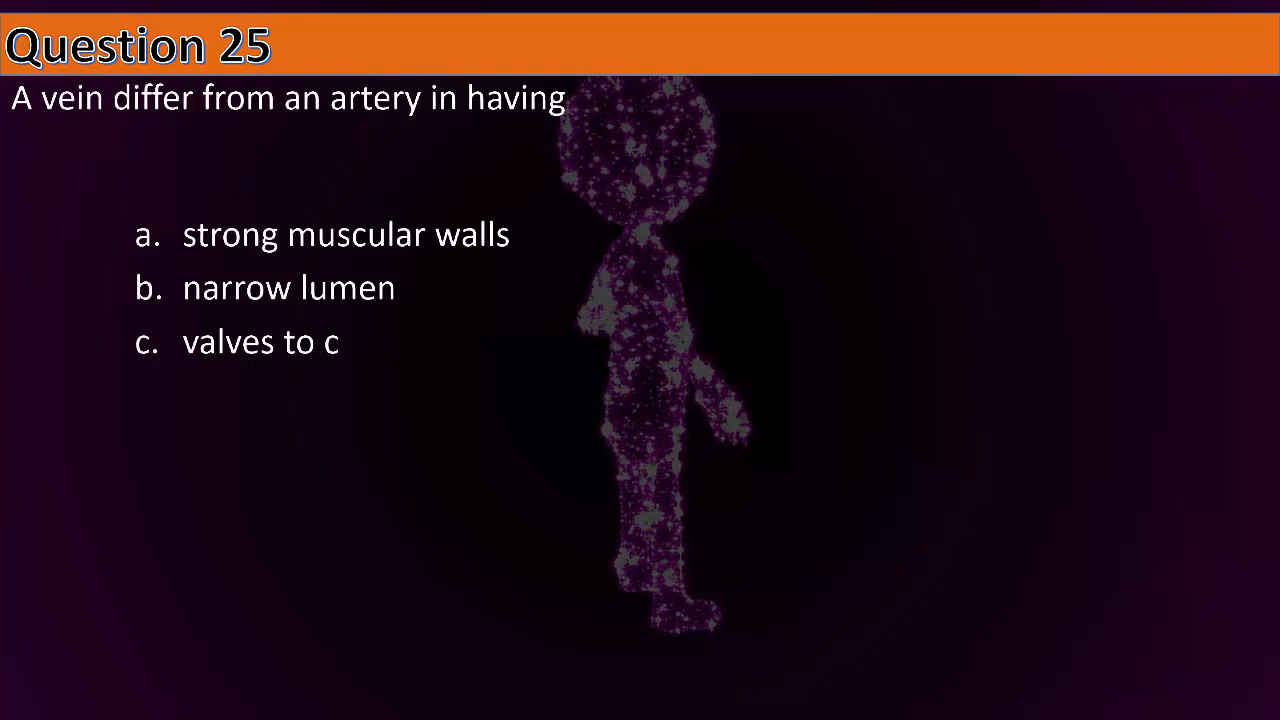 Question 25
A vein differ from an artery in having
a. strong muscular walls
b. narrow lumen
c. valves to c